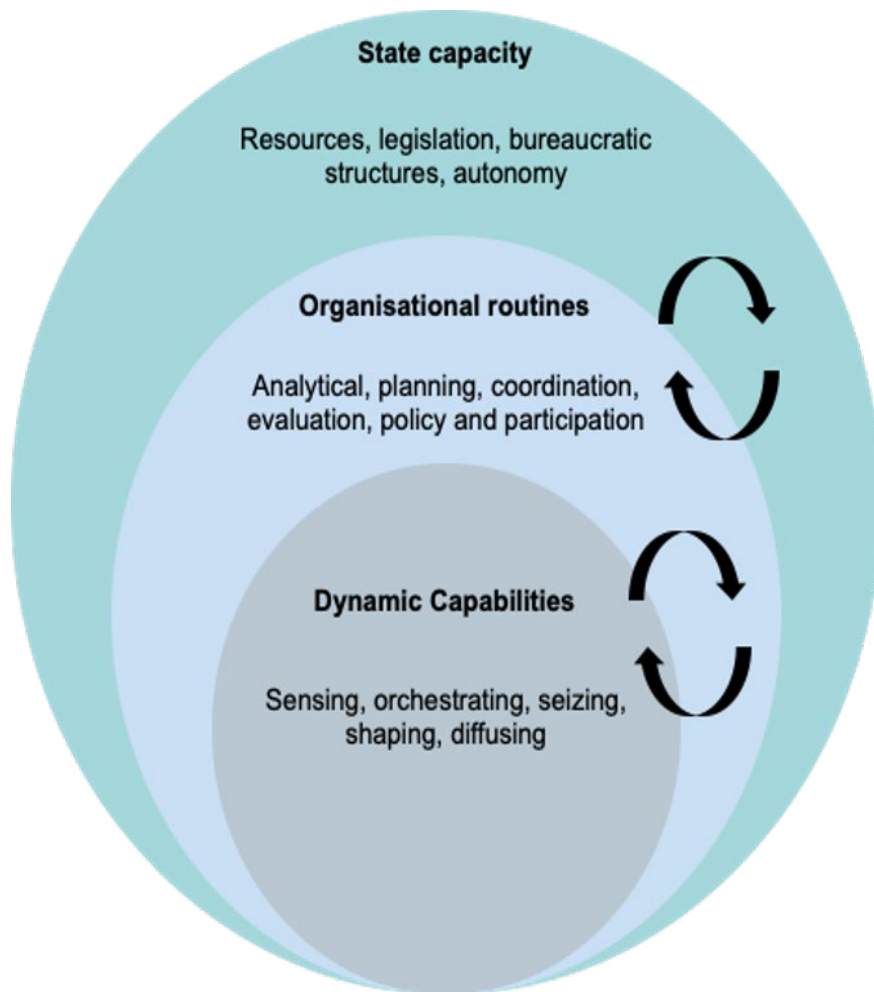 State capacity
Resources, legislation, bureaucratic
structures, autonomy
Organisational routines
Analytical, planning, coordination,
evaluation, policy and participation
Dynamic Capabilities
Sensing, orchestrating, seizing,
shaping, diffusing